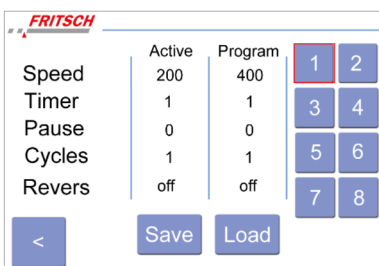 FRITSCH
Active Program 1 2
Speed 200 400
Timer 1 1 3 4
Pause 0 0
Cycles 1 1 5 6
Revers off off 7 8
< Save Load